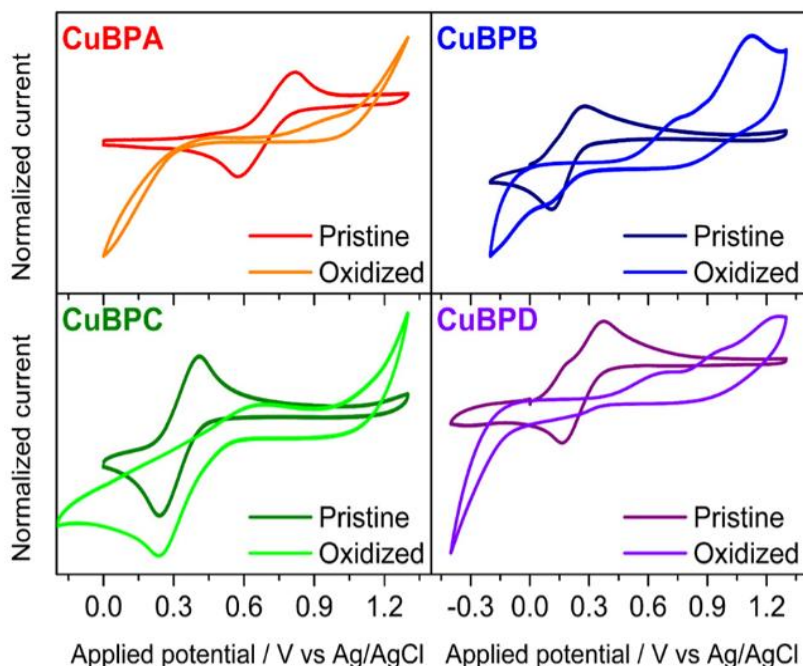 CuBPA
CuBPB
Normalized current
Pristine
Oxidized
Pristine
Oxidized
CuBPC
CuBPD
Normalized current
Pristine
Oxidized
Pristine
Oxidized
0.0 0.3 0.6 0.9 1.2
-0.3 0.0 0.3 0.6 0.9 1.2
Applied potential / V vs Ag/AgCl
Applied potential / V vs Ag/AgCl